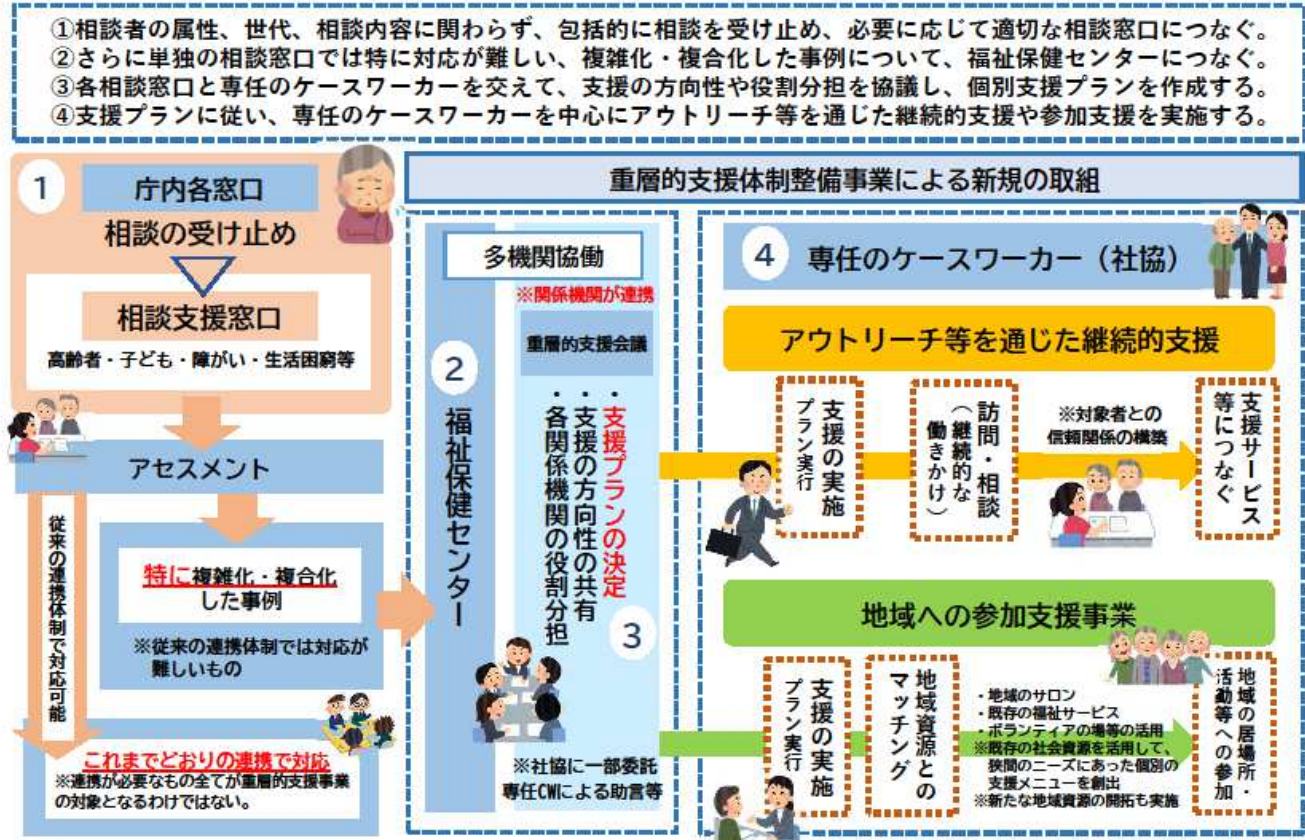 ①相談者の属性、世代、相談内容に関わらず、包括的に相談を受け止め、必要に応じて適切な相談窓口につなぐ。
②さらに単独の相談窓口では特に対応が難しい、複雑化・複合化した事例について、福祉保健センターにつなぐ。
③各相談窓口と専任のケースワーカーを交えて、支援の方向性や役割分担を協議し、個別支援プランを作成する。
④支援プランに従い、専任のケースワーカーを中心にアウトリーチ等を通じた継続的支援や参加支援を実施する。
1
庁内各窓口
相談の受け止め
相談支援窓口
高齢者・子ども・障がい・生活困窮等
アセスメント
従来の連携体制で対応可能
特に複雑化・複合化
した事例
※従来の連携体制では対応が
難しいもの
これまでどおりの連携で対応
※連携が必要なもの全てが重層的支援事業
の対象となるわけではない。
重層的支援体制整備事業による新規の取組
2
福祉保健センター
多機関協働
※関係機関が連携
重層的支援会議
・支援プランの決定
・支援の方向性の共有
・各関係機関の役割分担
3
※社協に一部委託
専任CWによる助言等
4
専任のケースワーカー（社協）
アウトリーチ等を通じた継続的支援
支援の実施
プラン実行
訪問・相談
（継続的な
働きかけ）
※対象者との
信頼関係の構築
支援サービス
等につなぐ
地域への参加支援事業
支援の実施
プラン実行
地域資源との
マッチング
・地域のサロン
・既存の福祉サービス
・ボランティアの場等の活用
※既存の社会資源を活用して、
狭間のニーズにあった個別の
支援メニューを創出
※新たな地域資源の開拓も実施
地域の居場所・
活動等への参加